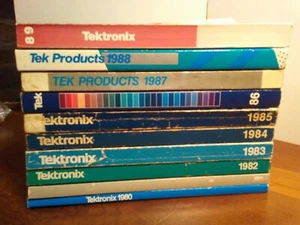 89 Tektronix
Tek Products 1988
TEK PRODUCTS 1987
Tek 86
Tektronix 1985
Tektronix 1984
Tektronix 1983
Tektronix 1982
Tektronix 1980